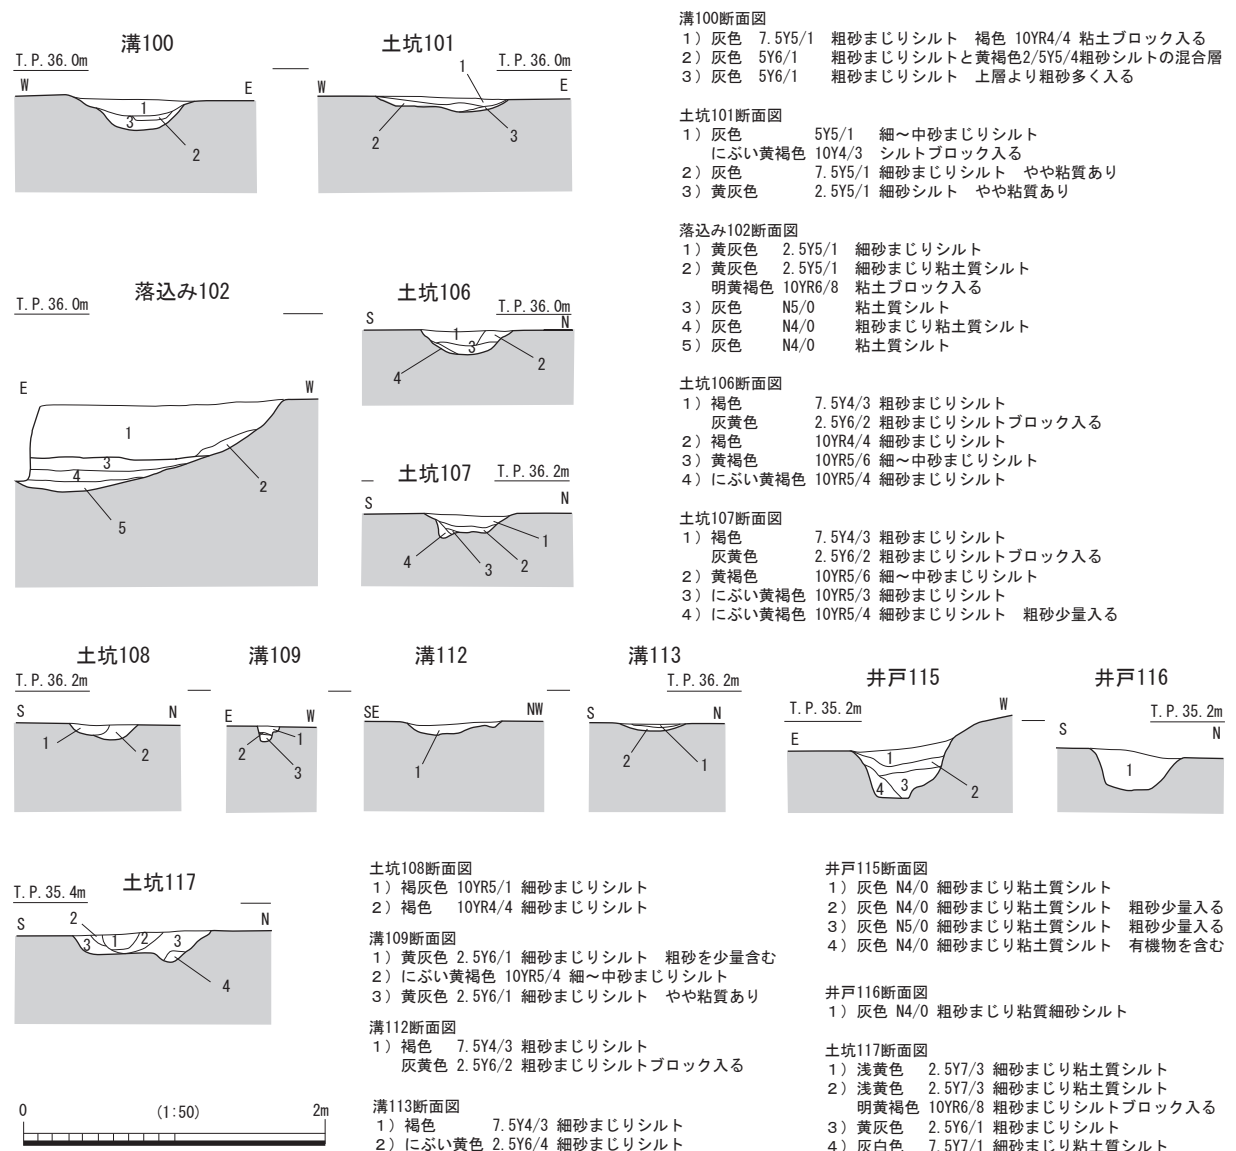 溝100
T.P.36.0m
W
E
1
3
2
土坑101
T.P.36.0m
W
E
1
2
3
落込み102
T.P.36.0m
E
W
1
3
4
2
5
土坑106
T.P.36.0m
S
N
1
3
2
4
土坑107
T.P.36.2m
S
N
1
2
3
4
溝100断面図
1）灰色 7.5Y5/1 粗砂まじりシルト 褐色 10YR4/4 粘土ブロック入る
2）灰色 5Y6/1 粗砂まじりシルトと黄褐色2/5Y5/4粗砂シルトの混合層
3）灰色 5Y6/1 粗砂まじりシルト 上層より粗砂多く入る
土坑101断面図
1）灰色 5Y5/1 細～中砂まじりシルト
にぶい黄褐色 10Y4/3 シルトブロック入る
2）灰色 7.5Y5/1 細砂まじりシルト やや粘質あり
3）黄灰色 2.5Y5/1 細砂シルト やや粘質あり
落込み102断面図
1）黄灰色 2.5Y5/1 細砂まじりシルト
2）黄灰色 2.5Y5/1 細砂まじり粘土質シルト
明黄褐色 10YR6/8 粘土ブロック入る
3）灰色 N5/0 粘土質シルト
4）灰色 N4/0 粗砂まじり粘土質シルト
5）灰色 N4/0 粘土質シルト
土坑106断面図
1）褐色 7.5Y4/3 粗砂まじりシルト
灰黄色 2.5Y6/2 粗砂まじりシルトブロック入る
2）褐色 10YR4/4 細砂まじりシルト
3）黄褐色 10YR5/6 細～中砂まじりシルト
4）にぶい黄褐色 10YR5/4 細砂まじりシルト
土坑107断面図
1）褐色 7.5Y4/3 粗砂まじりシルト
灰黄色 2.5Y6/2 粗砂まじりシルトブロック入る
2）黄褐色 10YR5/6 細～中砂まじりシルト
3）にぶい黄褐色 10YR5/3 細砂まじりシルト
4）にぶい黄褐色 10YR5/4 細砂まじりシルト 粗砂少量入る
土坑108
T.P.36.2m
S
N
1
2
溝109
E
W
2
1
3
溝112
SE
NW
1
溝113
T.P.36.2m
S
N
2
1
井戸115
T.P.35.2m
E
W
1
4
3
2
井戸116
T.P.35.2m
S
N
1
土坑117
T.P.35.4m
S
N
2
3
1
2
3
4
土坑108断面図
1）褐灰色 10YR5/1 細砂まじりシルト
2）褐色 10YR4/4 細砂まじりシルト
溝109断面図
1）黄灰色 2.5Y6/1 細砂まじりシルト 粗砂を少量含む
2）にぶい黄褐色 10YR5/4 細～中砂まじりシルト
3）黄灰色 2.5Y6/1 細砂まじりシルト やや粘質あり
溝112断面図
1）褐色 7.5Y4/3 粗砂まじりシルト
灰黄色 2.5Y6/2 粗砂まじりシルトブロック入る
溝113断面図
1）褐色 7.5Y4/3 細砂まじりシルト
2）にぶい黄色 2.5Y6/4 細砂まじりシルト
井戸115断面図
1）灰色 N4/0 細砂まじり粘土質シルト
2）灰色 N4/0 細砂まじり粘土質シルト 粗砂少量入る
3）灰色 N5/0 細砂まじり粘土質シルト 粗砂少量入る
4）灰色 N4/0 細砂まじり粘土質シルト 有機物を含む
井戸116断面図
1）灰色 N4/0 粗砂まじり粘質細砂シルト
土坑117断面図
1）浅黄色 2.5Y7/3 細砂まじり粘土質シルト
2）浅黄色 2.5Y7/3 細砂まじり粘土質シルト
明黄褐色 10YR6/8 粗砂まじりシルトブロック入る
3）黄灰色 2.5Y6/1 粗砂まじりシルト
4）灰白色 7.5Y7/1 細砂まじり粘土質シルト
0 (1:50) 2m